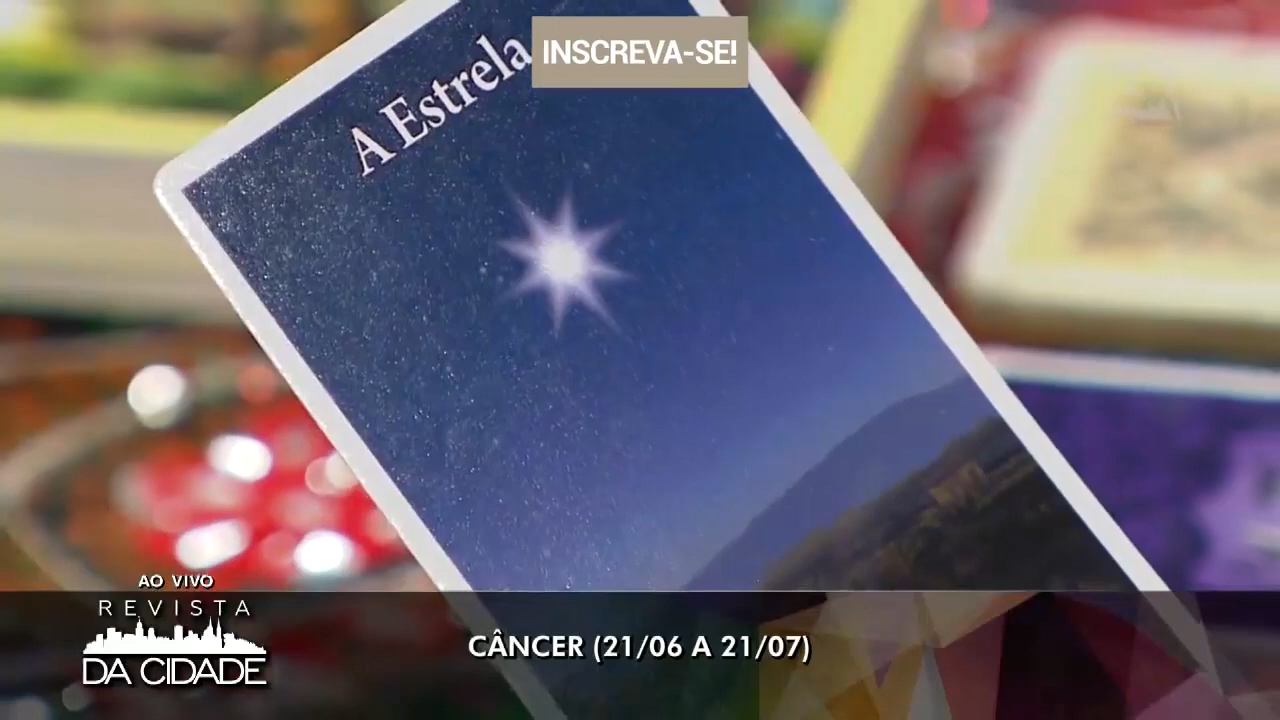 INSCREVA-SE!
A Estrela
AO VIVO
REVISTA
DA CIDADE
CÂNCER (21/06 A 21/07)